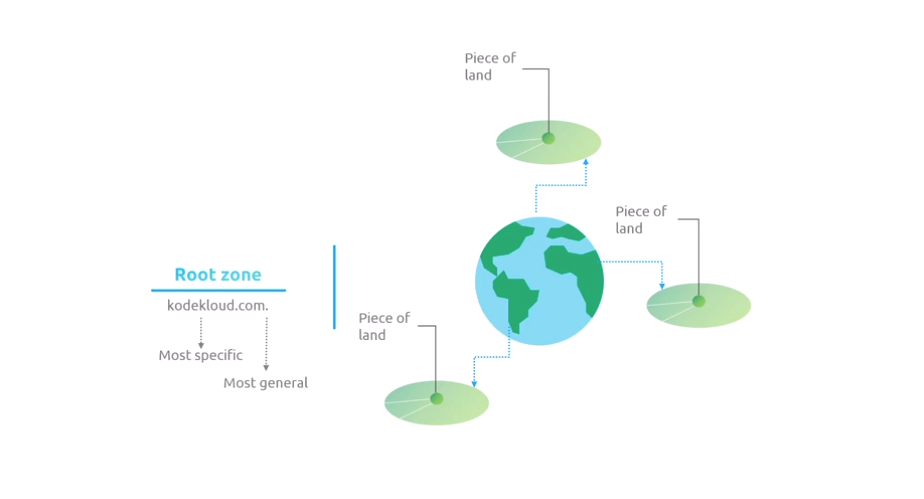 Piece of
land
Piece of
land
Root zone
kodekloud.com.
Piece of
land
Most specific
Most general